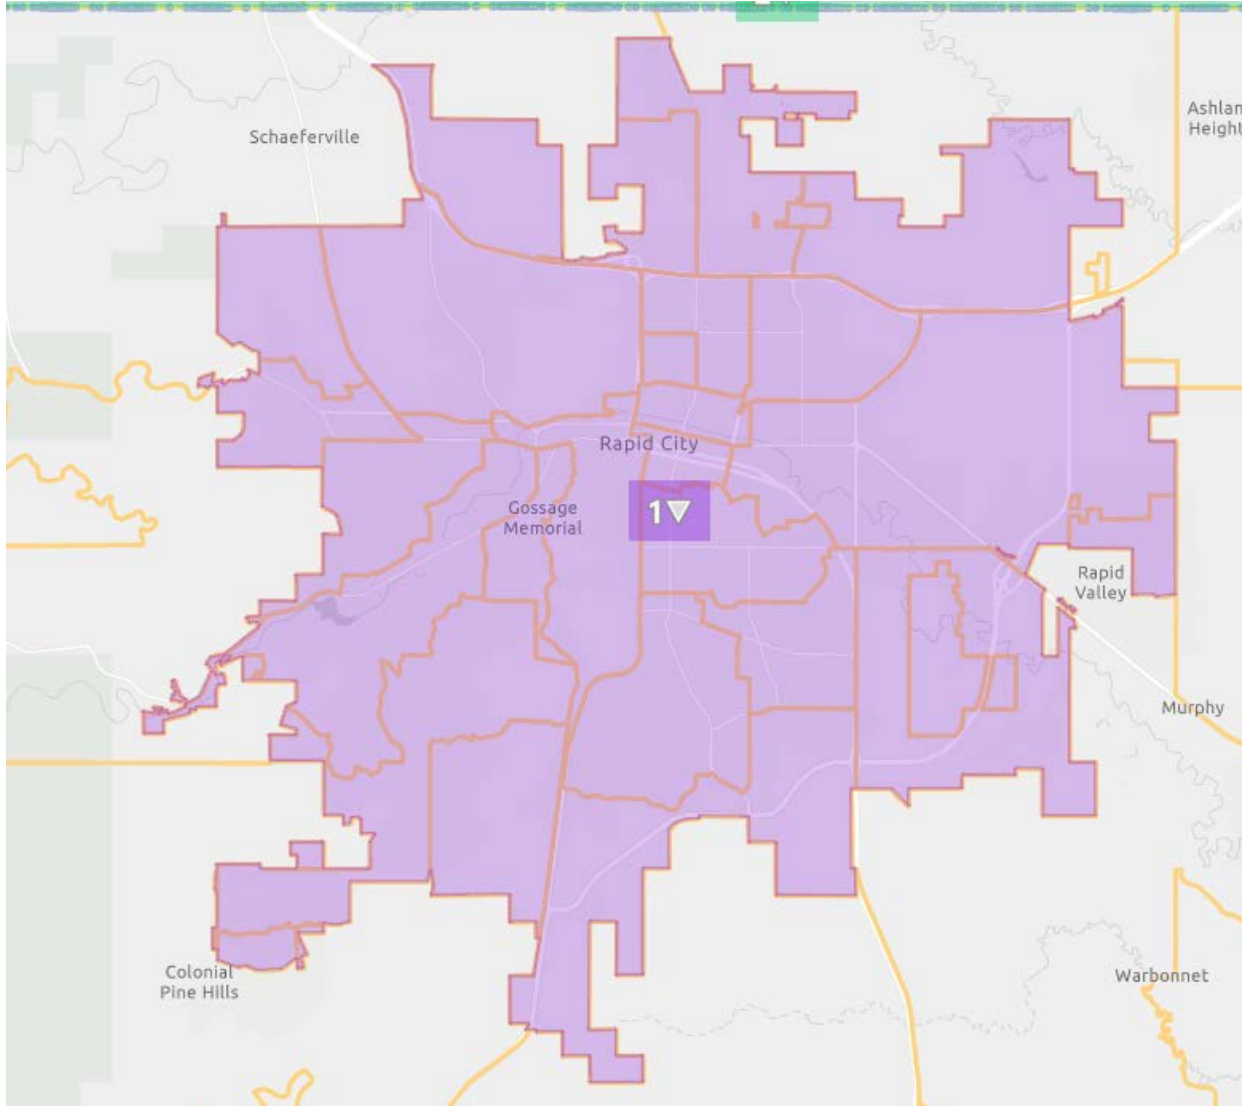 Ashlan
Height
Schaeferville
Rapid City
Gossage
Memorial
1
Rapid
Valley
Murphy
Colonial
Pine Hills
Warbonnet